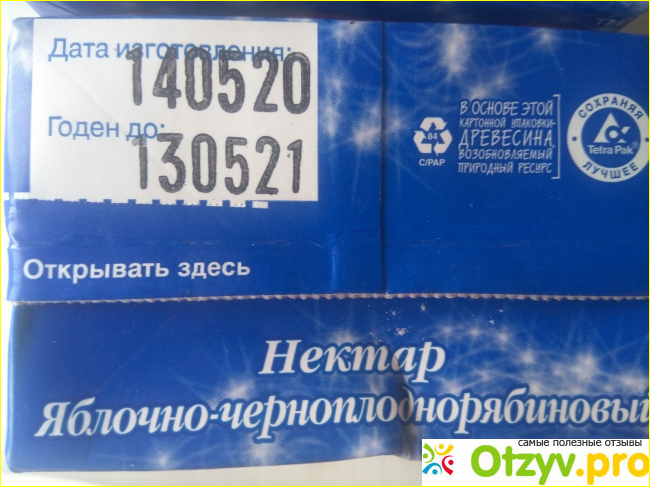 Дата изготовления:
140520
Годен до:
130521
Открывать здесь
84
C/PAP
В ОСНОВЕ ЭТОЙ
КАРТОННОЙ УПАКОВКИ-
ДРЕВЕСИНА,
ВОЗОБНОВЛЯЕМЫЙ
ПРИРОДНЫЙ РЕСУРС
СОХРАНЯЯ
Tetra Pak®
ЛУЧШЕЕ
Нектар
Яблочно-черноплоднорябиновый
самые полезные отзывы
Otzyv.pro